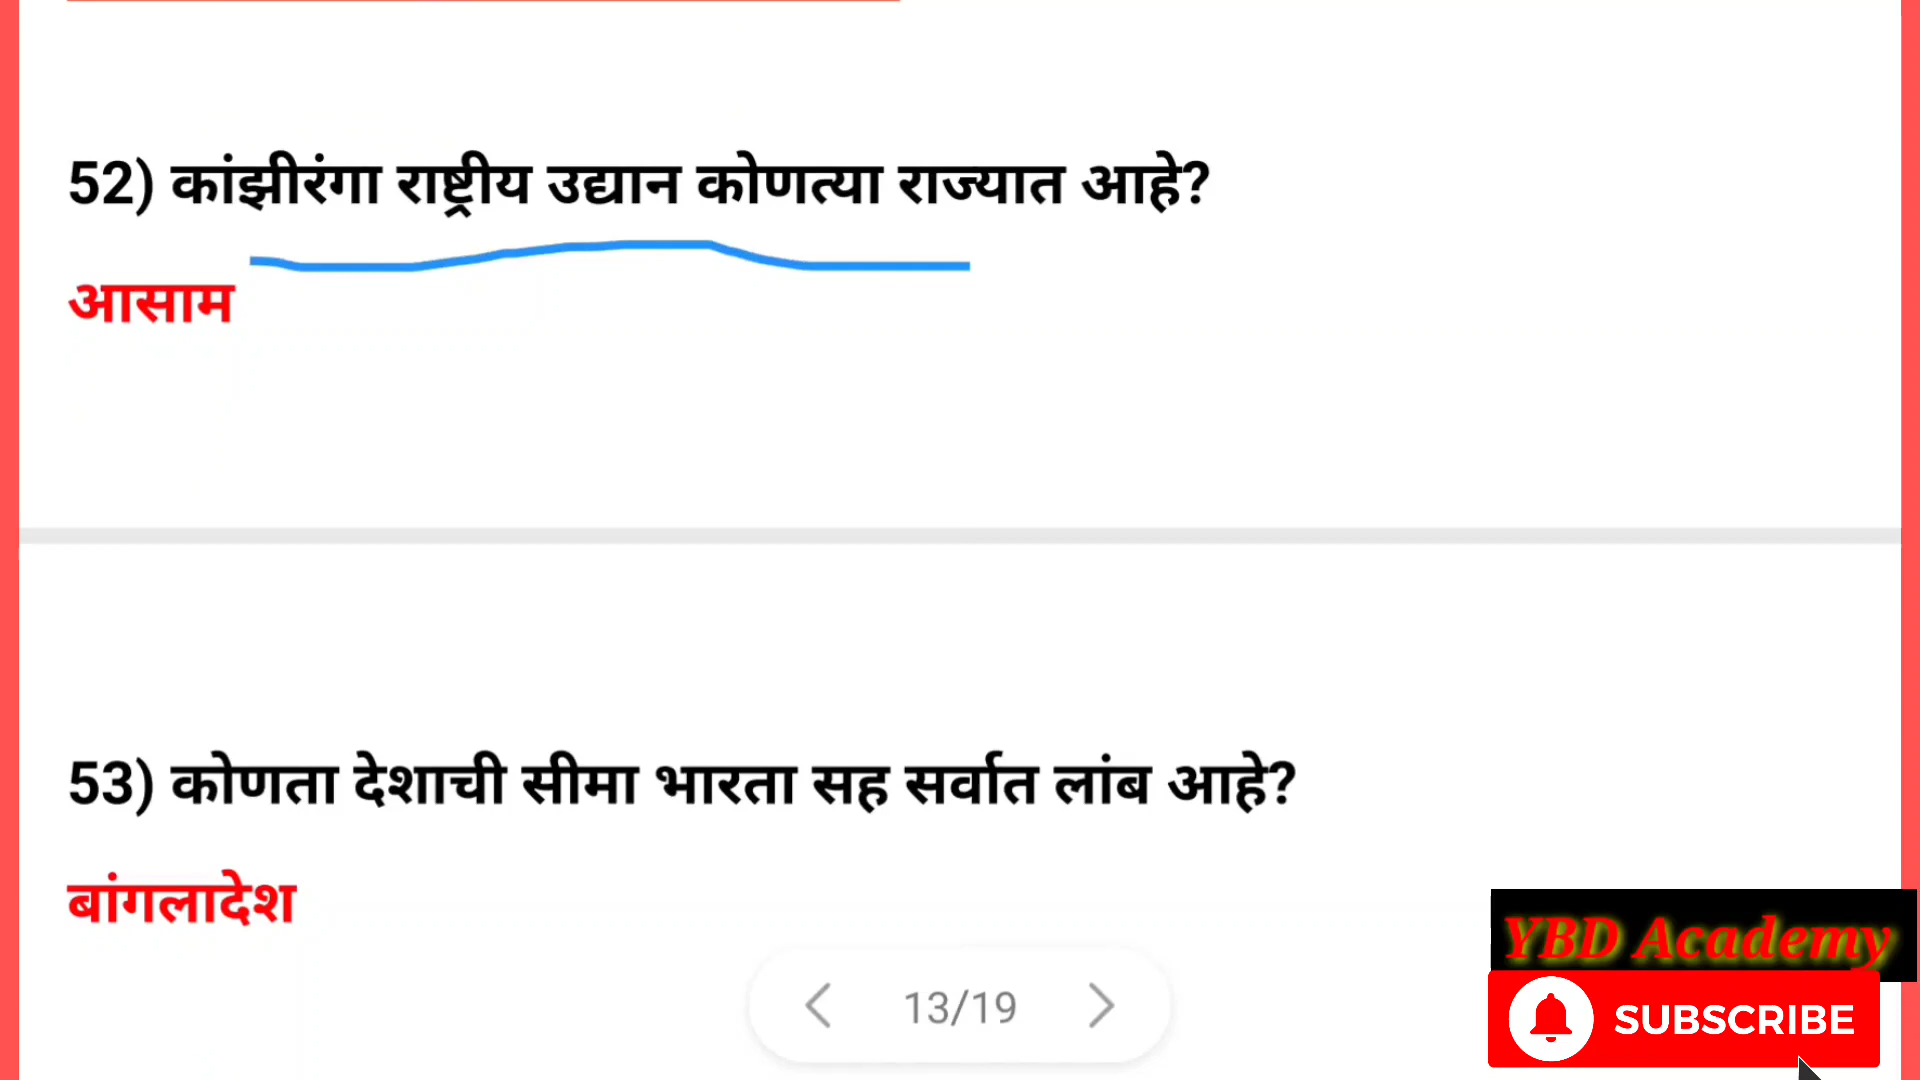 52) कांझीरंगा राष्ट्रीय उद्यान कोणत्या राज्यात आहे?
आसाम
53) कोणता देशाची सीमा भारता सह सर्वात लांब आहे?
बांगलादेश
13/19
YBD Academy
SUBSCRIBE